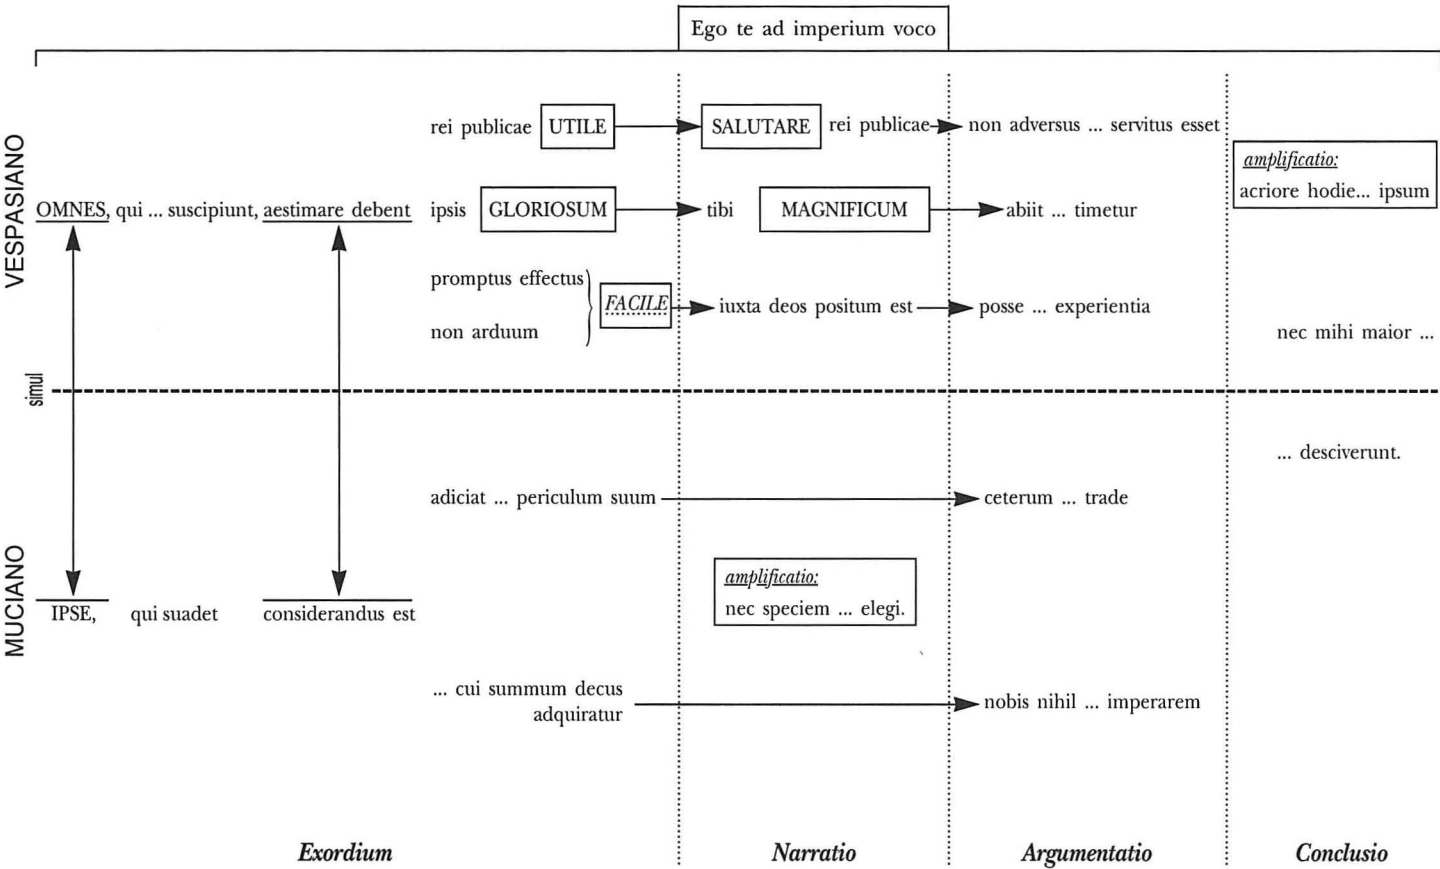 Ego te ad imperium voco
VESPASIANO
rei publicae UTILE SALUTARE rei publicae non adversus ... servitus esset
amplificatio:
acriore hodie... ipsum
OMNES, qui ... suscipiunt, aestimare debent ipsis GLORIOSUM tibi MAGNIFICUM abiit ... timetur
promptus effectus
FACILE iuxta deos positum est posse ... experientia
non arduum
nec mihi maior ...
simul
... desciverunt.
MUCIANO
adiciat ... periculum suum ceterum ... trade
amplificatio:
nec speciem ... elegi.
IPSE, qui suadet considerandus est
... cui summum decus
adquiratur
nobis nihil ... imperarem
Exordium Narratio Argumentatio Conclusio